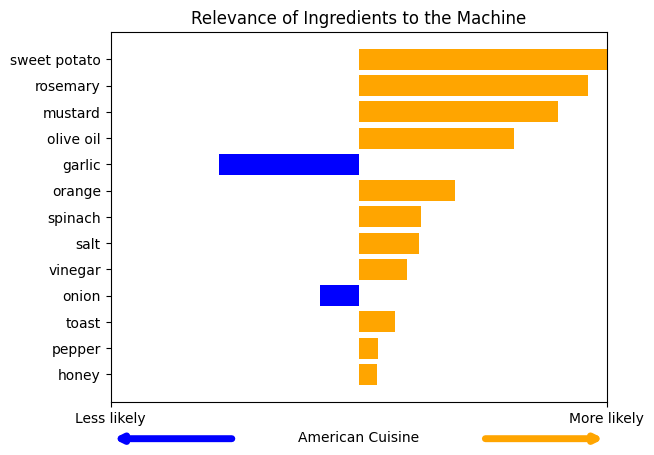 Relevance of Ingredients to the Machine
sweet potato
rosemary
mustard
olive oil
garlic
orange
spinach
salt
vinegar
onion
toast
pepper
honey
Less likely More likely
American Cuisine